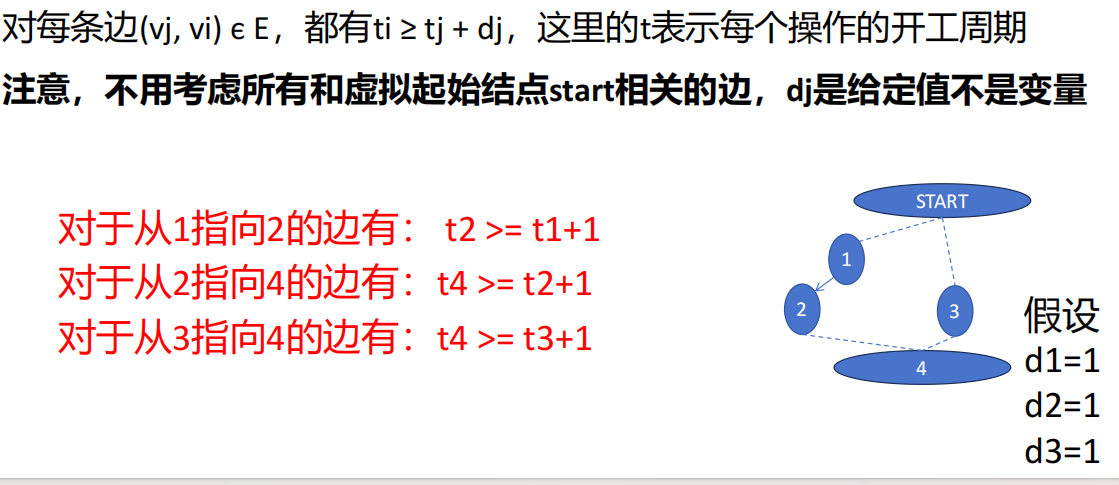 对每条边(vj, vi) ϵ E，都有ti ≥ tj + dj，这里的t表示每个操作的开工周期
注意，不用考虑所有和虚拟起始结点start相关的边，dj是给定值不是变量
对于从1指向2的边有： t2 >= t1+1
对于从2指向4的边有：t4 >= t2+1
对于从3指向4的边有：t4 >= t3+1
START
1
2
3
4
假设
d1=1
d2=1
d3=1